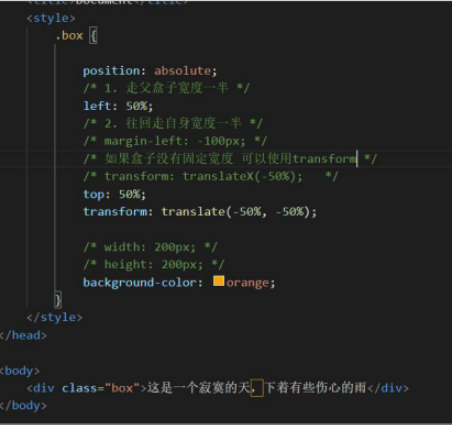 <title>Document</title>
<style>
.box {
position: absolute;
/* 1. 走父盒子宽度一半 */
left: 50%;
/* 2. 往回走自身宽度一半 */
/* margin-left: -100px; */
/* 如果盒子没有固定宽度 可以使用transform */
/* transform: translateX(-50%); */
top: 50%;
transform: translate(-50%, -50%);
/* width: 200px; */
/* height: 200px; */
background-color: orange;
}
</style>
</head>
<body>
<div class="box">这是一个寂寞的天，下着有些伤心的雨</div>
</body>